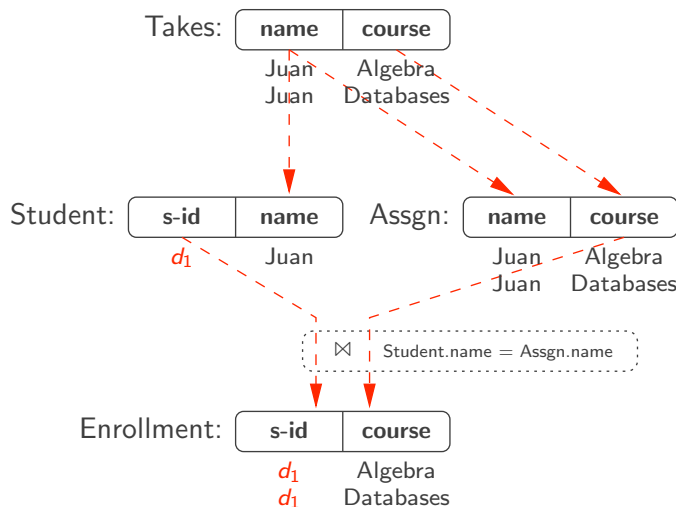 Takes: name course
Juan Algebra
Juan Databases
Student: s-id name Assgn: name course
d1 Juan Juan Algebra
Juan Databases
⋈ Student.name = Assgn.name
Enrollment: s-id course
d1 Algebra
d1 Databases